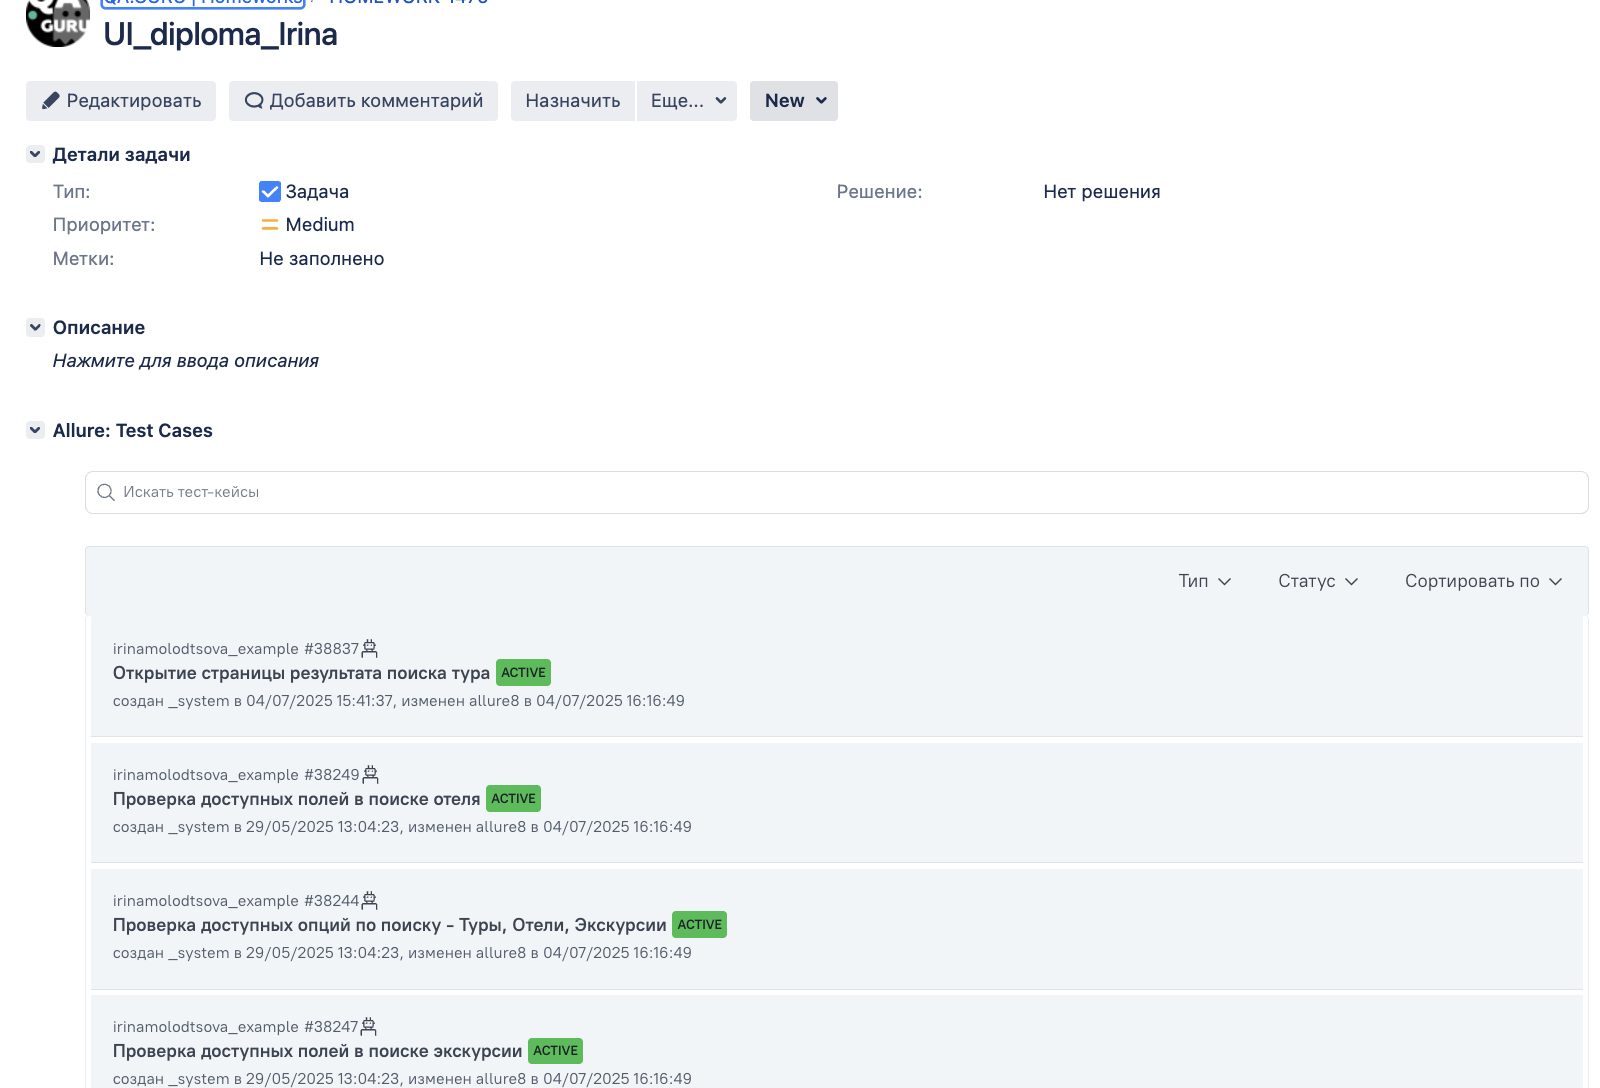 QA.GURU | Homeworks / HOMEWORK-1476
QA
GURU
UI_diploma_Irina
Редактировать
Добавить комментарий
Назначить
Еще...
New
Детали задачи
Тип:
Задача
Решение:
Нет решения
Приоритет:
Medium
Метки:
Не заполнено
Описание
Нажмите для ввода описания
Allure: Test Cases
Искать тест-кейсы
Тип
Статус
Сортировать по
irinamolodtsova_example #38837
Открытие страницы результата поиска тура ACTIVE
создан _system в 04/07/2025 15:41:37, изменен allure8 в 04/07/2025 16:16:49
irinamolodtsova_example #38249
Проверка доступных полей в поиске отеля ACTIVE
создан _system в 29/05/2025 13:04:23, изменен allure8 в 04/07/2025 16:16:49
irinamolodtsova_example #38244
Проверка доступных опций по поиску - Туры, Отели, Экскурсии ACTIVE
создан _system в 29/05/2025 13:04:23, изменен allure8 в 04/07/2025 16:16:49
irinamolodtsova_example #38247
Проверка доступных полей в поиске экскурсии ACTIVE
создан _system в 29/05/2025 13:04:23, изменен allure8 в 04/07/2025 16:16:49